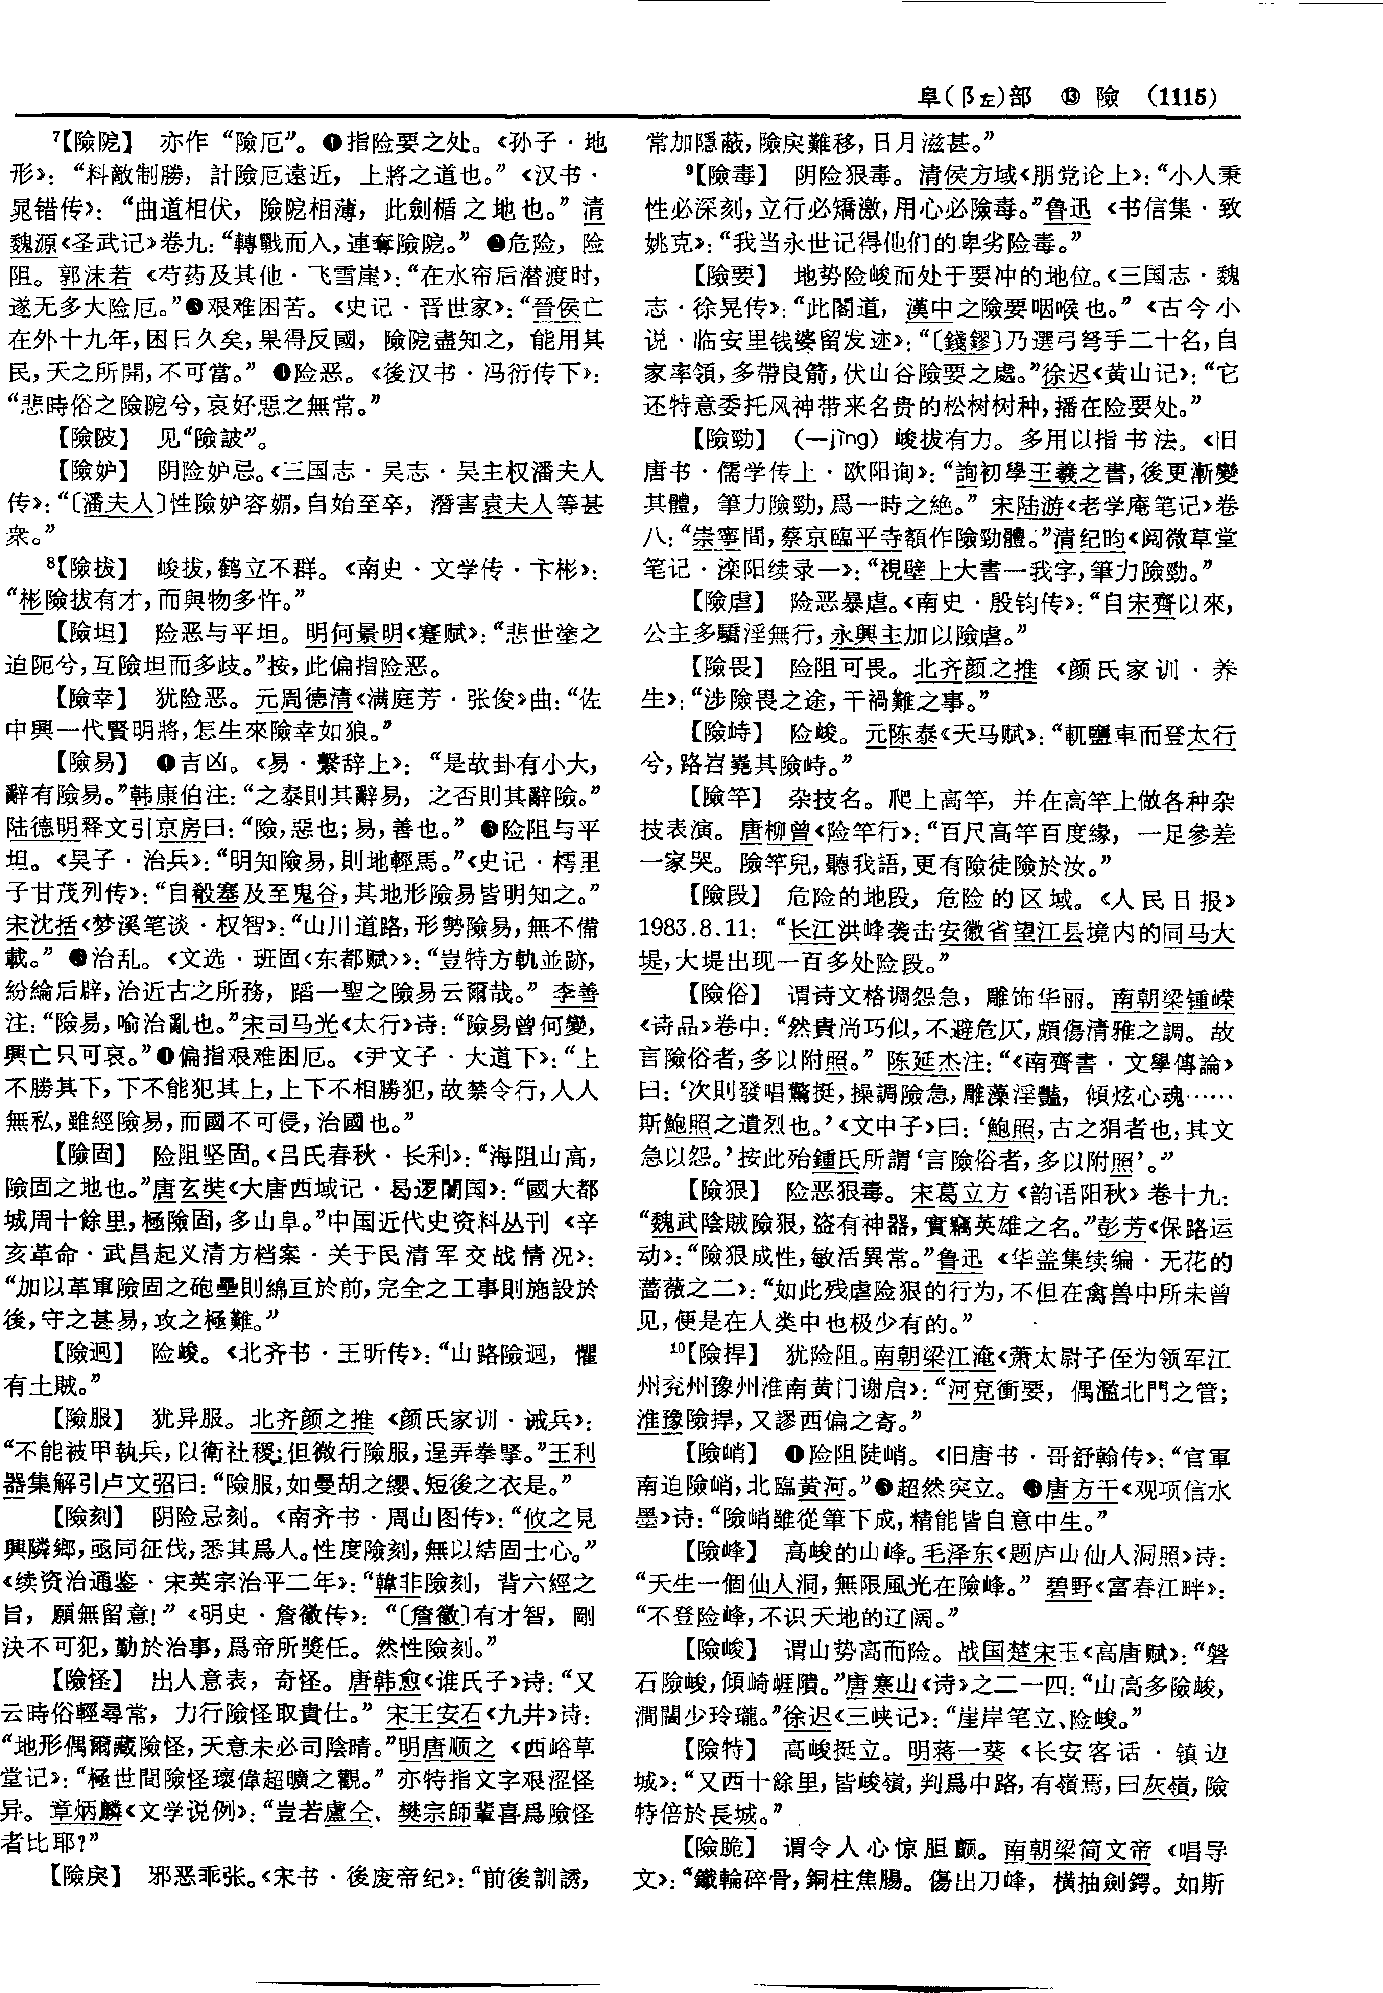 阜(阝左)部　⑬　險　(1115)
⁷【險阸】　亦作“險厄”。❶指险要之处。《孙子·地
形》：“料敵制勝，計險厄遠近，上將之道也。”《汉书·
晁错传》：“曲道相伏，險阸相薄，此劍楯之地也。”清
魏源《圣武记》卷九：“轉戰而入，連奪險阸。”❷危险，险
阻。郭沫若《芍药及其他·飞雪崖》：“在水帘后潜渡时，
遂无多大险厄。”❸艰难困苦。《史记·晋世家》：“晉侯亡
在外十九年，困日久矣，果得反國，險阸盡知之，能用其
民，天之所開，不可當。”❹险恶。《後汉书·冯衍传下》：
“悲時俗之險阸兮，哀好惡之無常。”
【險陂】　见“險詖”。
【險妒】　阴险妒忌。《三国志·吴志·吴主权潘夫人
传》：“〔潘夫人〕性險妒容媚，自始至卒，潛害袁夫人等甚
衆。”
⁸【險拔】　峻拔，鹤立不群。《南史·文学传·卞彬》：
“彬險拔有才，而與物多忤。”
【險坦】　险恶与平坦。明何景明《蹇赋》：“悲世塗之
迫阨兮，互險坦而多歧。”按，此偏指险恶。
【險幸】　犹险恶。元周德清《满庭芳·张俊》曲：“佐
中興一代賢明將，怎生來險幸如狼。”
【險易】　❶吉凶。《易·繫辞上》：“是故卦有小大，
辭有險易。”韩康伯注：“之泰則其辭易，之否則其辭險。”
陆德明释文引京房曰：“險，惡也；易，善也。”❷险阻与平
坦。《吴子·治兵》：“明知險易，則地輕馬。”《史记·樗里
子甘茂列传》：“自殽塞及至鬼谷，其地形險易皆明知之。”
宋沈括《梦溪笔谈·权智》：“山川道路，形勢險易，無不備
載。”❸治乱。《文选·班固〈东都赋〉》：“豈特方軌並跡，
紛綸后辟，治近古之所務，蹈一聖之險易云爾哉。”李善
注：“險易，喻治亂也。”宋司马光《太行》诗：“險易曾何變，
興亡只可哀。”❹偏指艰难困厄。《尹文子·大道下》：“上
不勝其下，下不能犯其上，上下不相勝犯，故禁令行，人人
無私，雖經險易，而國不可侵，治國也。”
【險固】　险阻坚固。《吕氏春秋·长利》：“海阻山高，
險固之地也。”唐玄奘《大唐西域记·曷逻闍国》：“國大都
城周十餘里，極險固，多山阜。”中国近代史资料丛刊《辛
亥革命·武昌起义清方档案·关于民清军交战情况》：
“加以革軍險固之砲壘則綿亘於前，完全之工事則施設於
後，守之甚易，攻之極難。”
【險迥】　险峻。《北齐书·王昕传》：“山路險迥，懼
有土賊。”
【險服】　犹异服。北齐颜之推《颜氏家训·诫兵》：
“不能被甲執兵，以衛社稷；但微行險服，逞弄拳擥。”王利
器集解引卢文弨曰：“險服，如曼胡之纓、短後之衣是。”
【險刻】　阴险忌刻。《南齐书·周山图传》：“攸之見
興隣鄉，亟同征伐，悉其爲人。性度險刻，無以結固士心。”
《续资治通鉴·宋英宗治平二年》：“韓非險刻，背六經之
旨，願無留意！”《明史·詹徽传》：“〔詹徽〕有才智，剛
決不可犯，勤於治事，爲帝所獎任。然性險刻。”
【險怪】　出人意表，奇怪。唐韩愈《谁氏子》诗：“又
云時俗輕尋常，力行險怪取貴仕。”宋王安石《九井》诗：
“地形偶爾藏險怪，天意未必司陰晴。”明唐顺之《西峪草
堂记》：“極世間險怪瓌偉超曠之觀。”亦特指文字艰涩怪
异。章炳麟《文学说例》：“豈若盧仝、樊宗師輩喜爲險怪
者比耶？”
【險戾】　邪恶乖张。《宋书·後废帝纪》：“前後訓誘，
常加隱蔽，險戾難移，日月滋甚。”
⁹【險毒】　阴险狠毒。清侯方域《朋党论上》：“小人秉
性必深刻，立行必矯激，用心必險毒。”鲁迅《书信集·致
姚克》：“我当永世记得他们的卑劣险毒。”
【險要】　地势险峻而处于要冲的地位。《三国志·魏
志·徐晃传》：“此閣道，漢中之險要咽喉也。”《古今小
说·临安里钱婆留发迹》：“〔錢鏐〕乃選弓弩手二十名，自
家率領，多帶良箭，伏山谷險要之處。”徐迟《黄山记》：“它
还特意委托风神带来名贵的松树树种，播在险要处。”
【險勁】　(—jìng)　峻拔有力。多用以指书法。《旧
唐书·儒学传上·欧阳询》：“詢初學王羲之書，後更漸變
其體，筆力險勁，爲一時之絶。”宋陆游《老学庵笔记》卷
八：“崇寧間，蔡京臨平寺額作險勁體。”清纪昀《阅微草堂
笔记·滦阳续录一》：“視壁上大書一我字，筆力險勁。”
【險虐】　险恶暴虐。《南史·殷钧传》：“自宋齊以來，
公主多驕淫無行，永興主加以險虐。”
【險畏】　险阻可畏。北齐颜之推《颜氏家训·养
生》：“涉險畏之途，干禍難之事。”
【險峙】　险峻。元陈泰《天马赋》：“軏鹽車而登太行
兮，路岧嶤其險峙。”
【險竿】　杂技名。爬上高竿，并在高竿上做各种杂
技表演。唐柳曾《险竿行》：“百尺高竿百度緣，一足參差
一家哭。險竿兒，聽我語，更有險徒險於汝。”
【險段】　危险的地段，危险的区域。《人民日报》
1983.8.11：“长江洪峰袭击安徽省望江县境内的同马大
堤，大堤出现一百多处险段。”
【險俗】　谓诗文格调怨急，雕饰华丽。南朝梁锺嵘
《诗品》卷中：“然貴尚巧似，不避危仄，頗傷清雅之調。故
言險俗者，多以附照。”陈延杰注：“《南齊書·文學傳論》
曰：‘次則發唱驚挺，操調險急，雕藻淫豔，傾炫心魂……
斯鮑照之遺烈也。’《文中子》曰：‘鮑照，古之狷者也，其文
急以怨。’按此殆鍾氏所謂‘言險俗者，多以附照’。”
【險狠】　险恶狠毒。宋葛立方《韵语阳秋》卷十九：
“魏武陰賊險狠，盜有神器，實竊英雄之名。”彭芳《保路运
动》：“險狠成性，敏活異常。”鲁迅《华盖集续编·无花的
蔷薇之二》：“如此残虐险狠的行为，不但在禽兽中所未曾
见，便是在人类中也极少有的。”
¹⁰【險捍】　犹险阻。南朝梁江淹《萧太尉子侄为领军江
州兖州豫州淮南黄门谢启》：“河兗衝要，偶濫北門之管；
淮豫險捍，又謬西偏之寄。”
【險峭】　❶险阻陡峭。《旧唐书·哥舒翰传》：“官軍
南迫險峭，北臨黄河。”❷超然突立。❸唐方干《观项信水
墨》诗：“險峭雖從筆下成，精能皆自意中生。”
【險峰】　高峻的山峰。毛泽东《题庐山仙人洞照》诗：
“天生一個仙人洞，無限風光在險峰。”碧野《富春江畔》：
“不登险峰，不识天地的辽阔。”
【險峻】　谓山势高而险。战国楚宋玉《高唐赋》：“磐
石險峻，傾崎崕隤。”唐寒山《诗》之二一四：“山高多險峻，
澗闊少玲瓏。”徐迟《三峡记》：“崖岸笔立、险峻。”
【險特】　高峻挺立。明蒋一葵《长安客话·镇边
城》：“又西十餘里，皆峻嶺，判爲中路，有嶺焉，曰灰嶺，險
特倍於長城。”
【險脆】　谓令人心惊胆颤。南朝梁简文帝《唱导
文》：“鐵輪碎骨，銅柱焦腸。傷出刀峰，横抽劍鍔。如斯